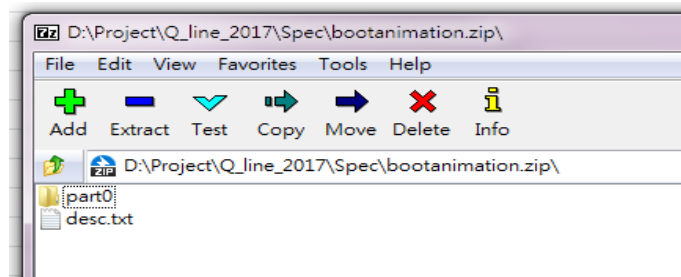 7z D:\Project\Q_line_2017\Spec\bootanimation.zip\
File Edit View Favorites Tools Help
Add Extract Test Copy Move Delete Info
ZIP D:\Project\Q_line_2017\Spec\bootanimation.zip\
part0
desc.txt